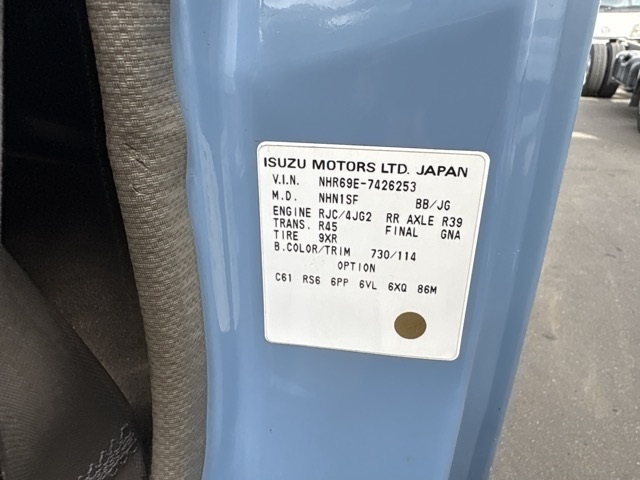 ISUZU MOTORS LTD. JAPAN
V.I.N. NHR69E-7426253
M.D. NHN1SF BB/JG
ENGINE RJC/4JG2 RR AXLE R39
TRANS. R45 FINAL GNA
TIRE 9XR
B.COLOR/TRIM 730/114
OPTION
C61 RS6 6PP 6VL 6XQ 86M